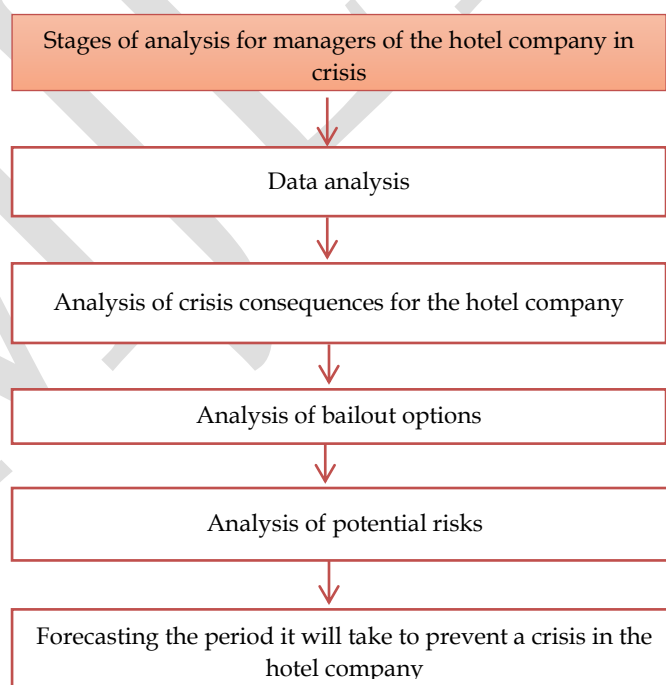 Stages of analysis for managers of the hotel company in
crisis
Data analysis
Analysis of crisis consequences for the hotel company
Analysis of bailout options
Analysis of potential risks
Forecasting the period it will take to prevent a crisis in the
hotel company